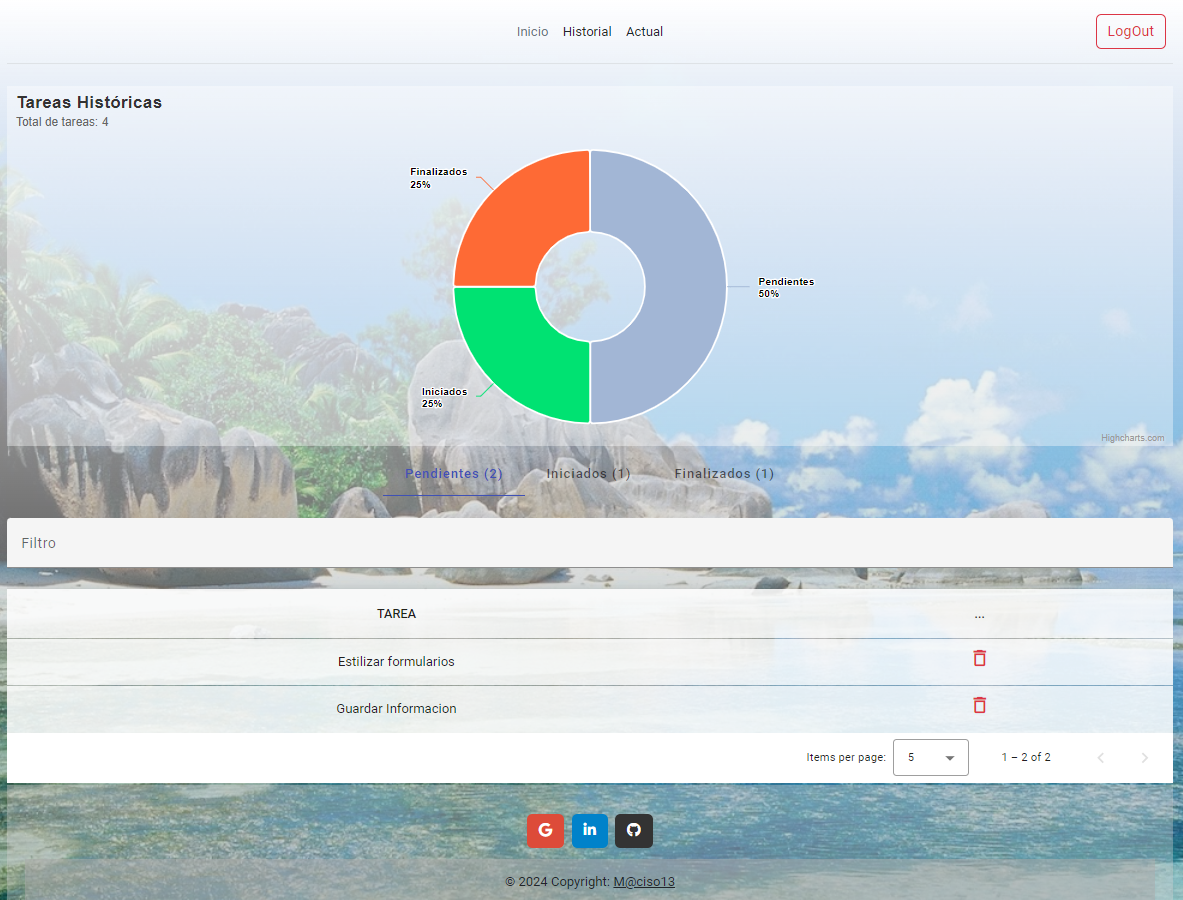 Inicio Historial Actual LogOut
Tareas Históricas
Total de tareas: 4
Finalizados
25%
Pendientes
50%
Iniciados
25%
Highcharts.com
Pendientes (2) Iniciados (1) Finalizados (1)
Filtro
TAREA ...
Estilizar formularios
Guardar Informacion
Items per page: 5 1 – 2 of 2
G in
© 2024 Copyright: M@ciso13